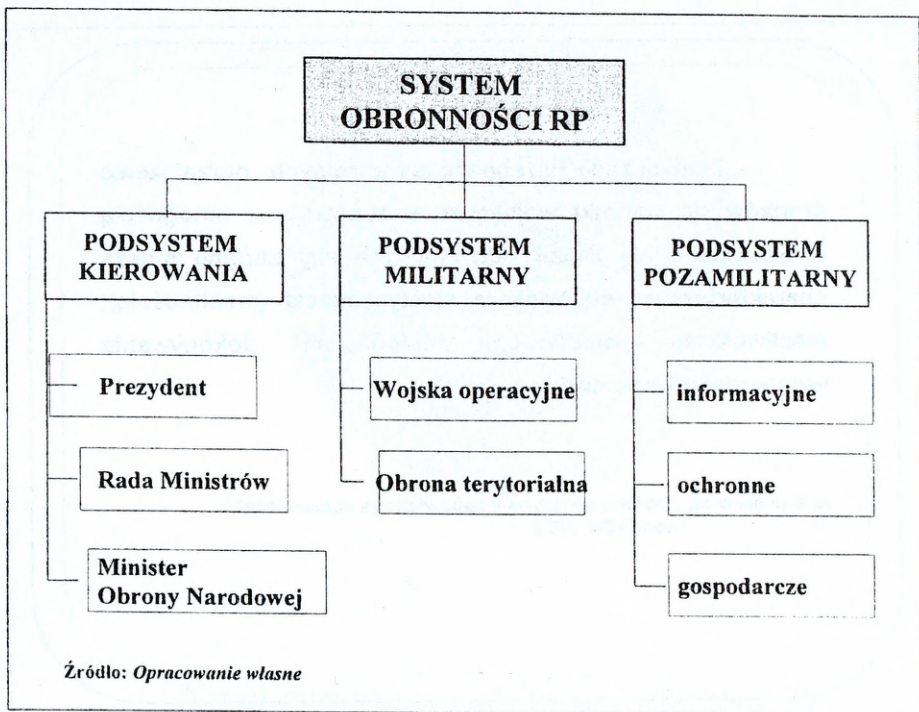 SYSTEM
OBRONNOŚCI RP
PODSYSTEM
KIEROWANIA
PODSYSTEM
MILITARNY
PODSYSTEM
POZAMILITARNY
Prezydent
Wojska operacyjne
informacyjne
Rada Ministrów
Obrona terytorialna
ochronne
Minister
Obrony Narodowej
gospodarcze
Źródło: Opracowanie własne